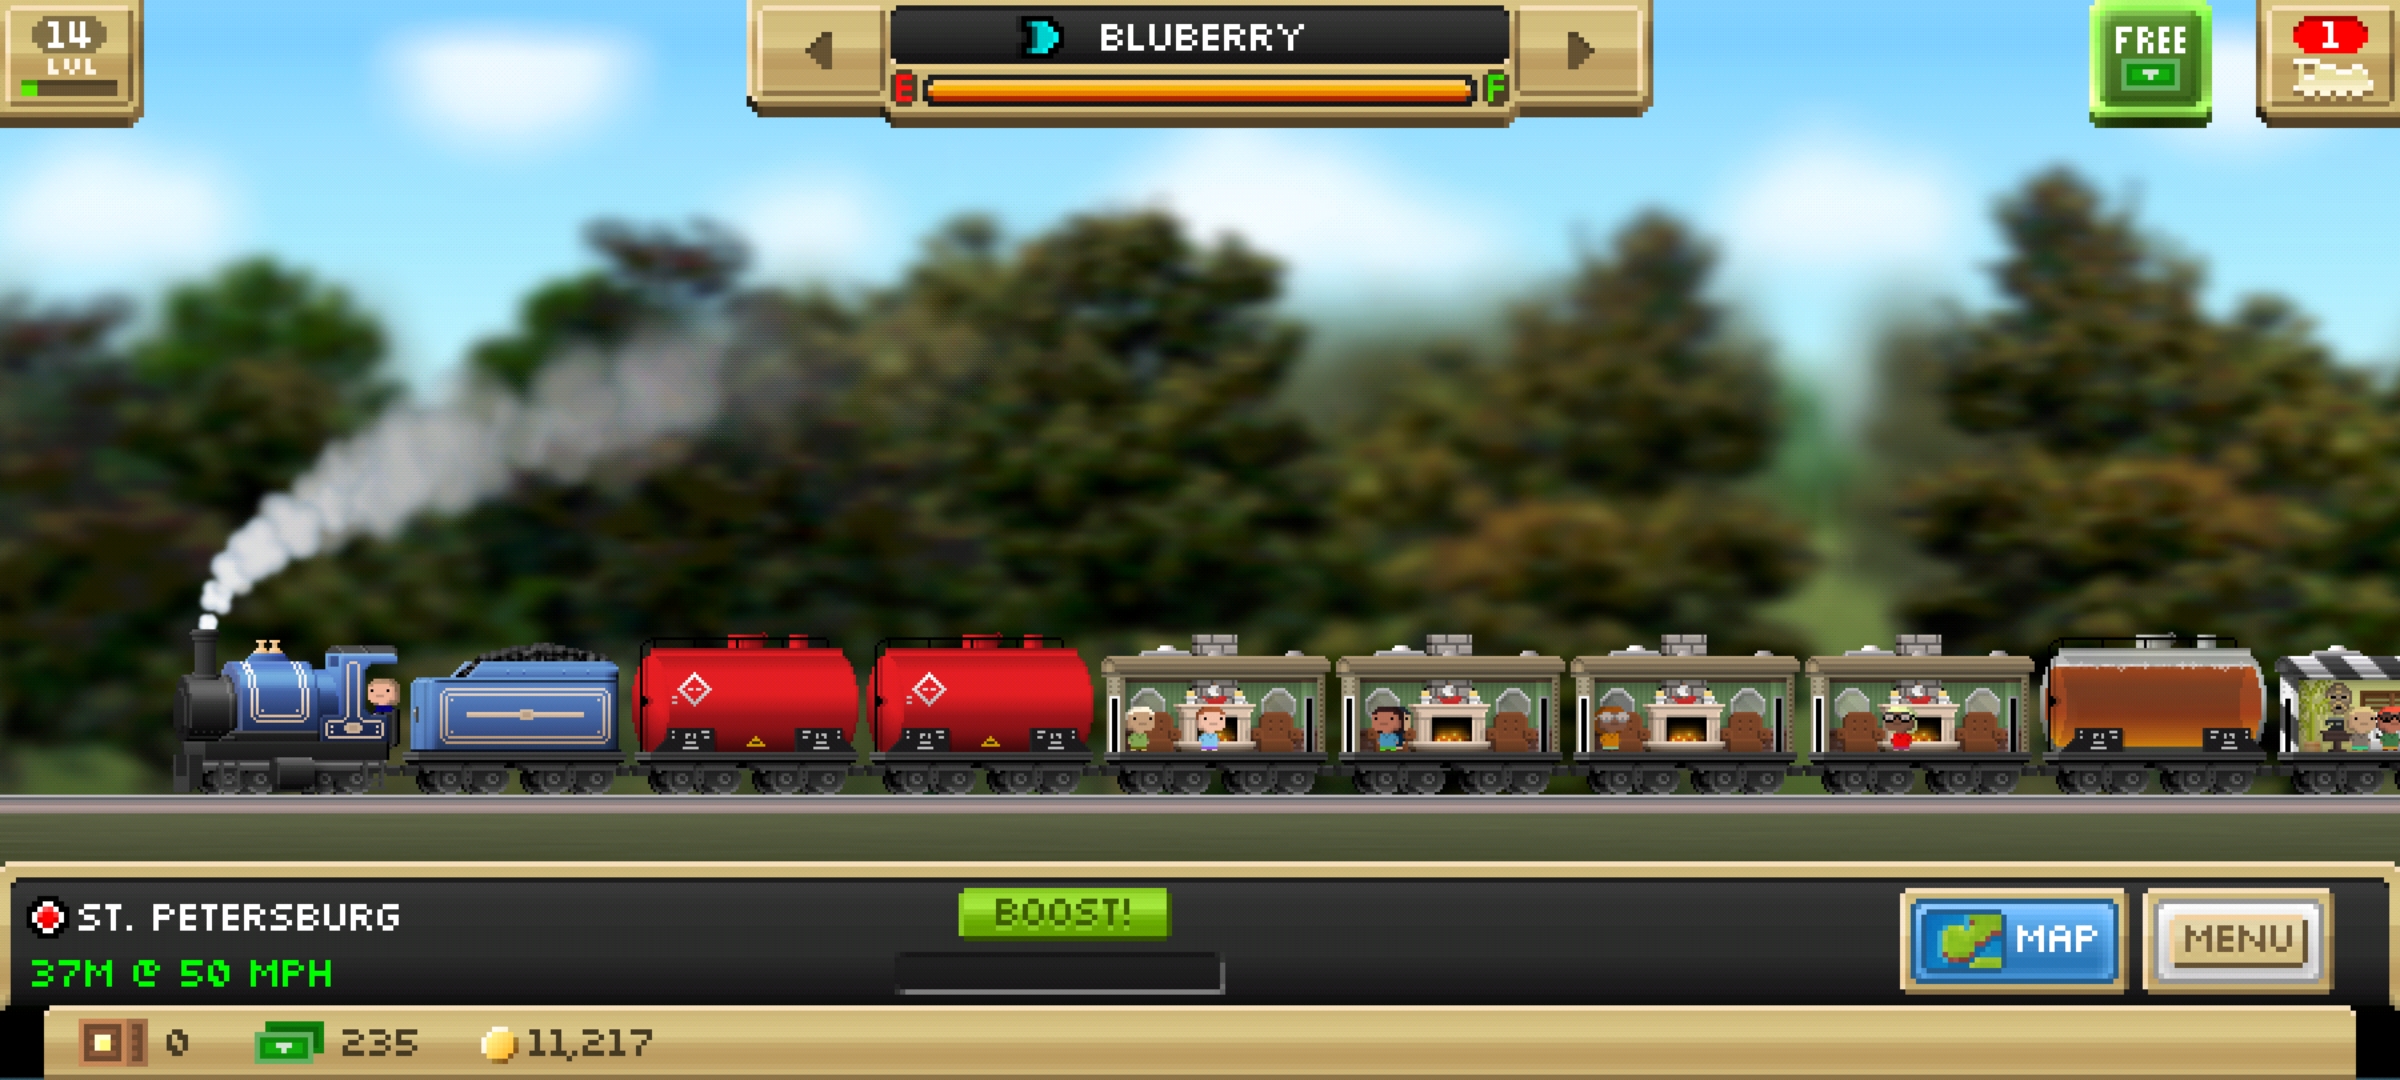 14
LVL
BLUBERRY
E F
FREE
1
ST. PETERSBURG
37M @ 50 MPH
BOOST!
MAP
MENU
0
235
11,217